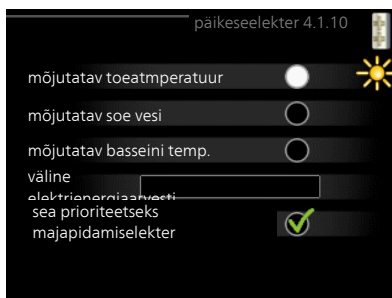 päikeseelekter 4.1.10
mõjutatav toeatmperatuur
mõjutatav soe vesi
mõjutatav basseini temp.
väline
elektrienergiaarvesti
sea prioriteetseks
majapidamiselekter